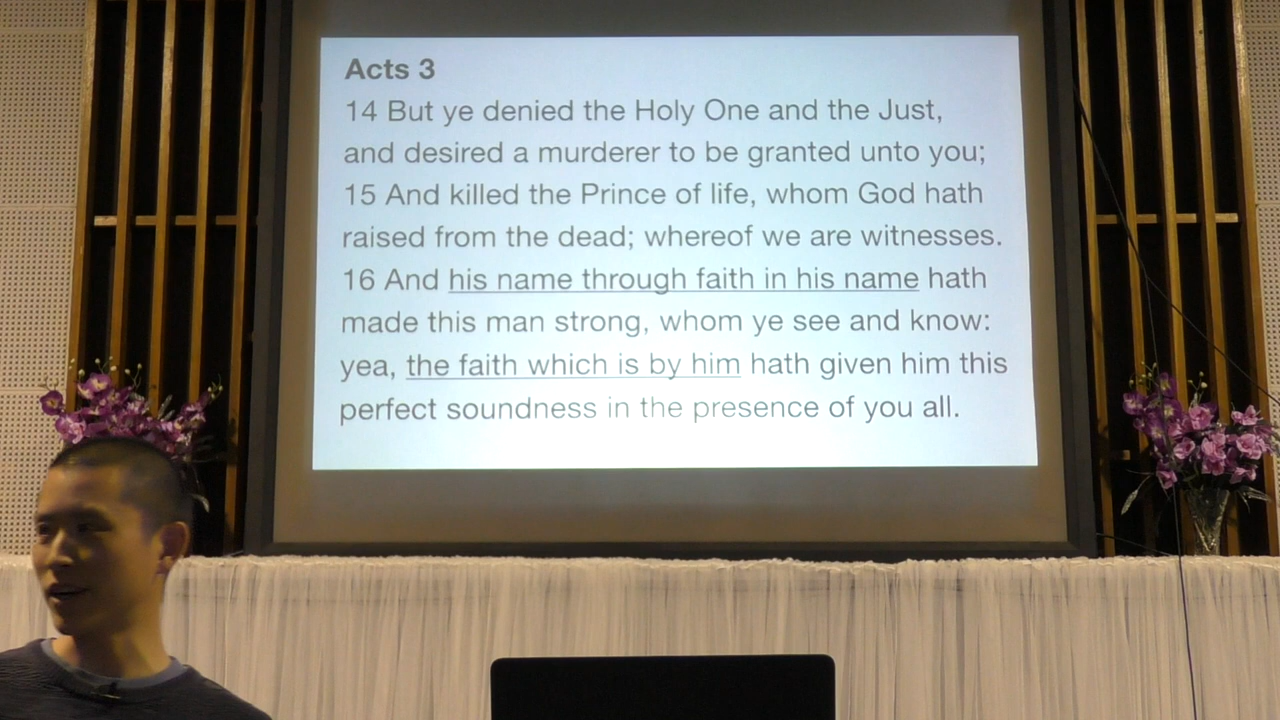 Acts 3
14 But ye denied the Holy One and the Just,
and desired a murderer to be granted unto you;
15 And killed the Prince of life, whom God hath
raised from the dead; whereof we are witnesses.
16 And his name through faith in his name hath
made this man strong, whom ye see and know:
yea, the faith which is by him hath given him this
perfect soundness in the presence of you all.